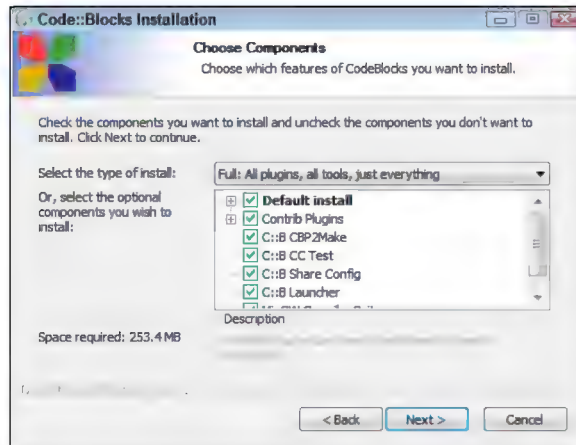 Code::Blocks Installation
Choose Components
Choose which features of CodeBlocks you want to install.
Check the components you want to install and uncheck the components you don't want to
install. Click Next to continue.
Select the type of install:
Full: All plugins, all tools, just everything
Or, select the optional
components you wish to
install:
Default install
Contrib Plugins
C::B CBP2Make
C::B CC Test
C::B Share Config
C::B Launcher
Description
Space required: 253.4 MB
< Back
Next >
Cancel